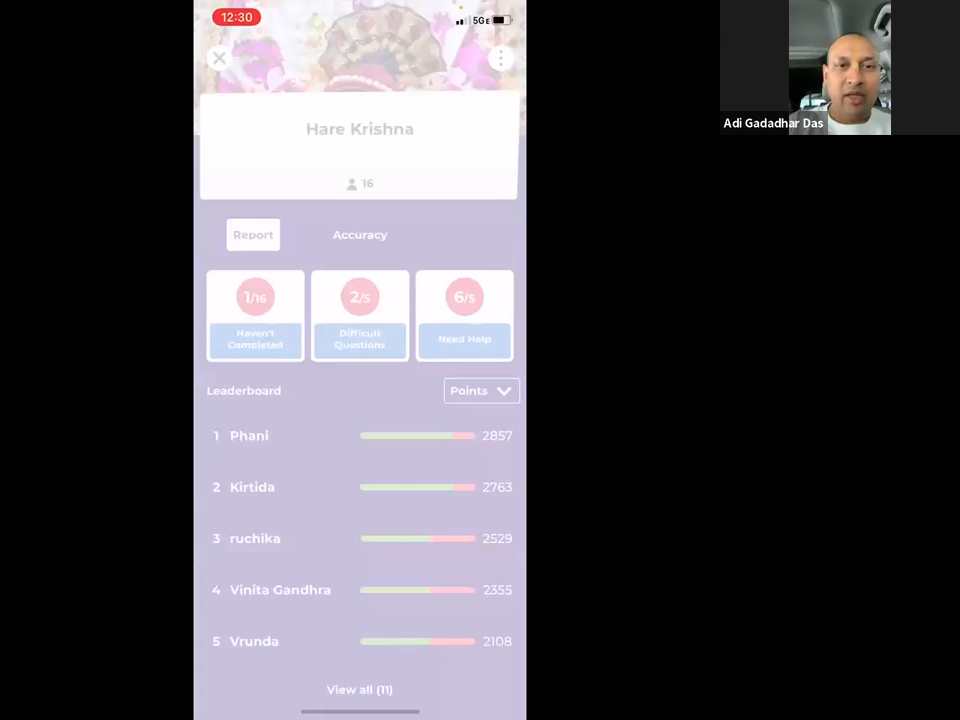 12:30
5GE
Hare Krishna
16
Report
Accuracy
1/16
2/5
6/5
Haven't
Completed
Difficult
Questions
Need Help
Leaderboard
Points
1 Phani 2857
2 Kirtida 2763
3 ruchika 2529
4 Vinita Gandhra 2355
5 Vrunda 2108
View all (11)
Adi Gadadhar Das